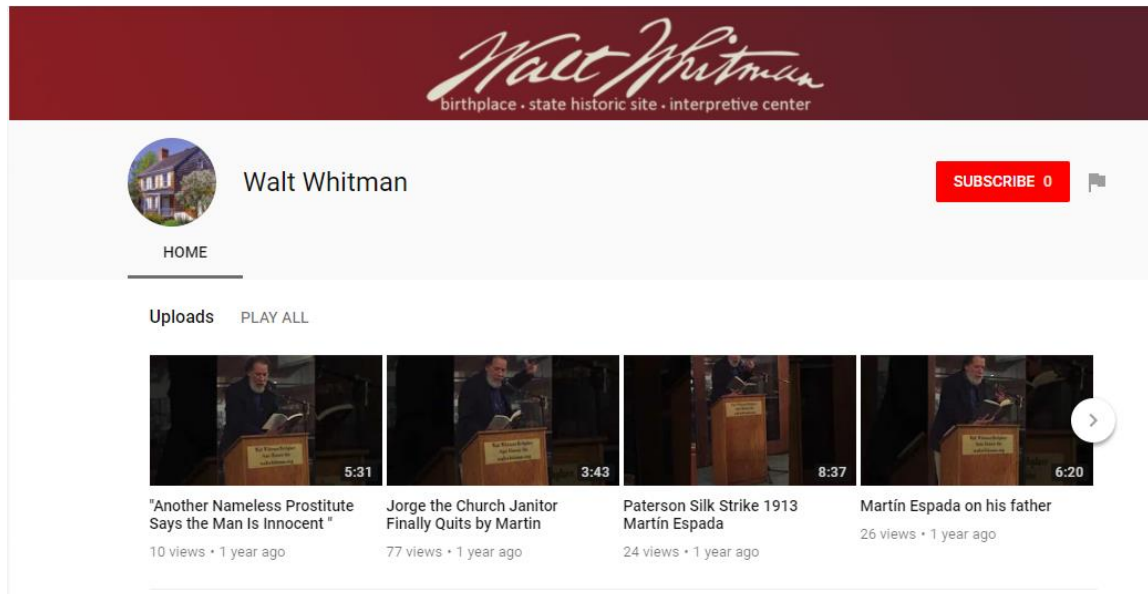 Walt Whitman
birthplace • state historic site • interpretive center
Walt Whitman
SUBSCRIBE 0
HOME
Uploads PLAY ALL
5:31
3:43
8:37
6:20
"Another Nameless Prostitute
Says the Man Is Innocent "
10 views • 1 year ago
Jorge the Church Janitor
Finally Quits by Martin
77 views • 1 year ago
Paterson Silk Strike 1913
Martín Espada
24 views • 1 year ago
Martín Espada on his father
26 views • 1 year ago